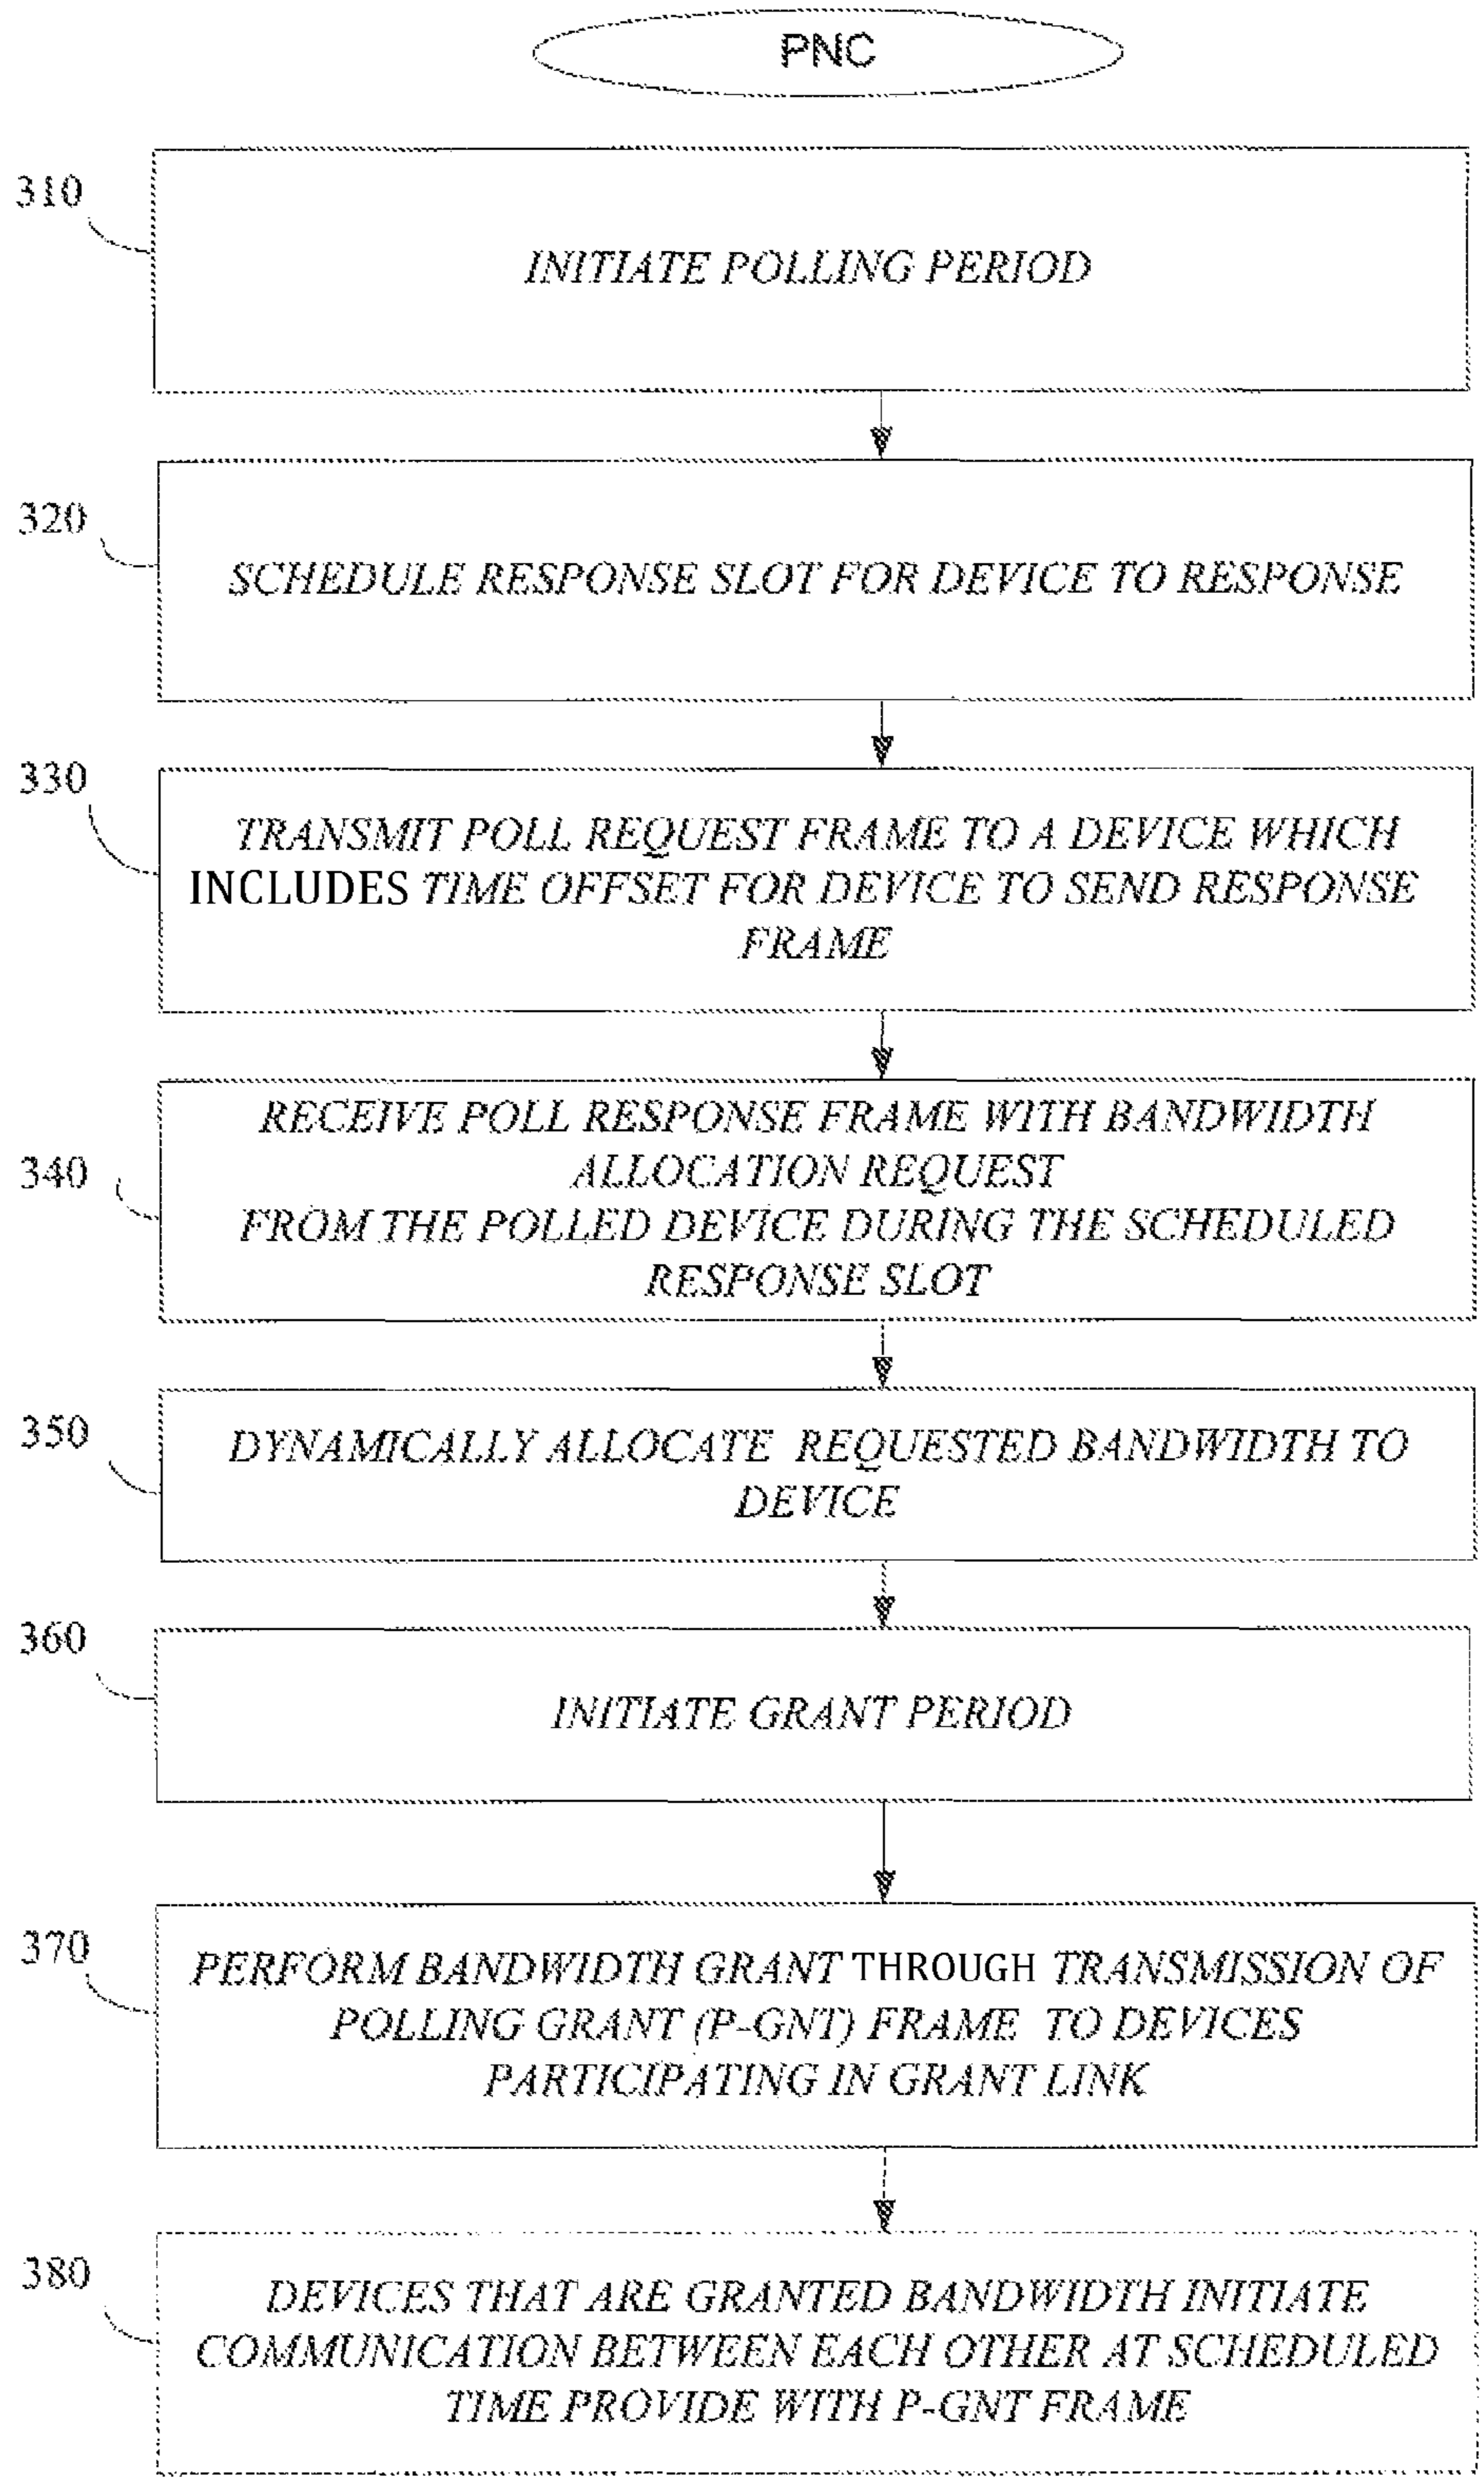 PNC
310
INITIATE POLLING PERIOD
320
SCHEDULE RESPONSE SLOT FOR DEVICE TO RESPONSE
330
TRANSMIT POLL REQUEST FRAME TO A DEVICE WHICH
INCLUDES TIME OFFSET FOR DEVICE TO SEND RESPONSE
FRAME
340
RECEIVE POLL RESPONSE FRAME WITH BANDWIDTH
ALLOCATION REQUEST
FROM THE POLLED DEVICE DURING THE SCHEDULED
RESPONSE SLOT
350
DYNAMICALLY ALLOCATE REQUESTED BANDWIDTH TO
DEVICE
360
INITIATE GRANT PERIOD
370
PERFORM BANDWIDTH GRANT THROUGH TRANSMISSION OF
POLLING GRANT (P-GNT) FRAME TO DEVICES
PARTICIPATING IN GRANT LINK
380
DEVICES THAT ARE GRANTED BANDWIDTH INITIATE
COMMUNICATION BETWEEN EACH OTHER AT SCHEDULED
TIME PROVIDE WITH P-GNT FRAME